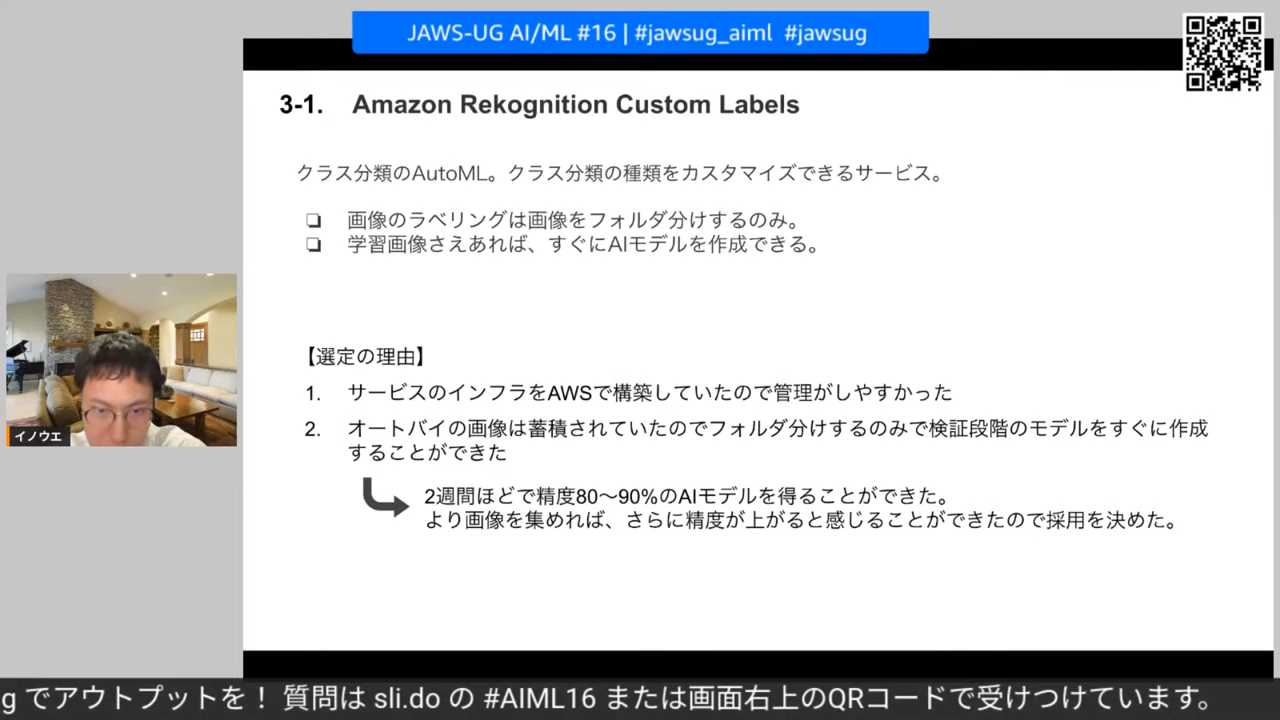 JAWS-UG AI/ML #16 | #jawsug_aiml #jawsug
3-1. Amazon Rekognition Custom Labels
クラス分類のAutoML。クラス分類の種類をカスタマイズできるサービス。
❏ 画像のラベリングは画像をフォルダ分けするのみ。
❏ 学習画像さえあれば、すぐにAIモデルを作成できる。
【選定の理由】
1. サービスのインフラをAWSで構築していたので管理がしやすかった
2. オートバイの画像は蓄積されていたのでフォルダ分けするのみで検証段階のモデルをすぐに作成
することができた
2週間ほどで精度80〜90%のAIモデルを得ることができた。
より画像を集めれば、さらに精度が上がると感じることができたので採用を決めた。
イノウエ
g でアウトプットを! 質問は sli.do の #AIML16 または画面右上のQRコードで受けつけています。